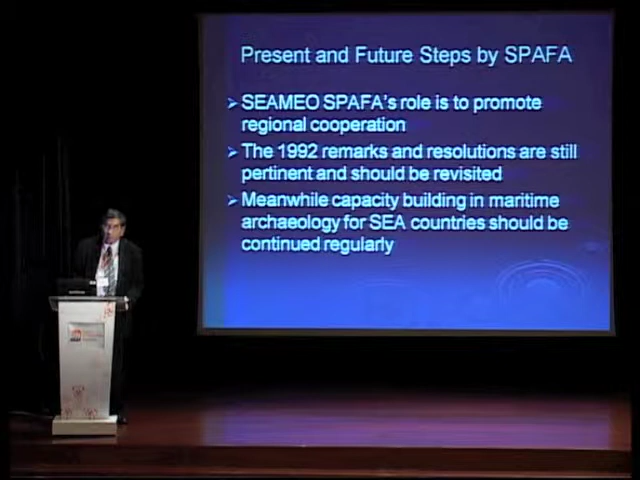 Present and Future Steps by SPAFA
➢ SEAMEO SPAFA's role is to promote
regional cooperation
➢ The 1992 remarks and resolutions are still
pertinent and should be revisited
➢ Meanwhile capacity building in maritime
archaeology for SEA countries should be
continued regularly